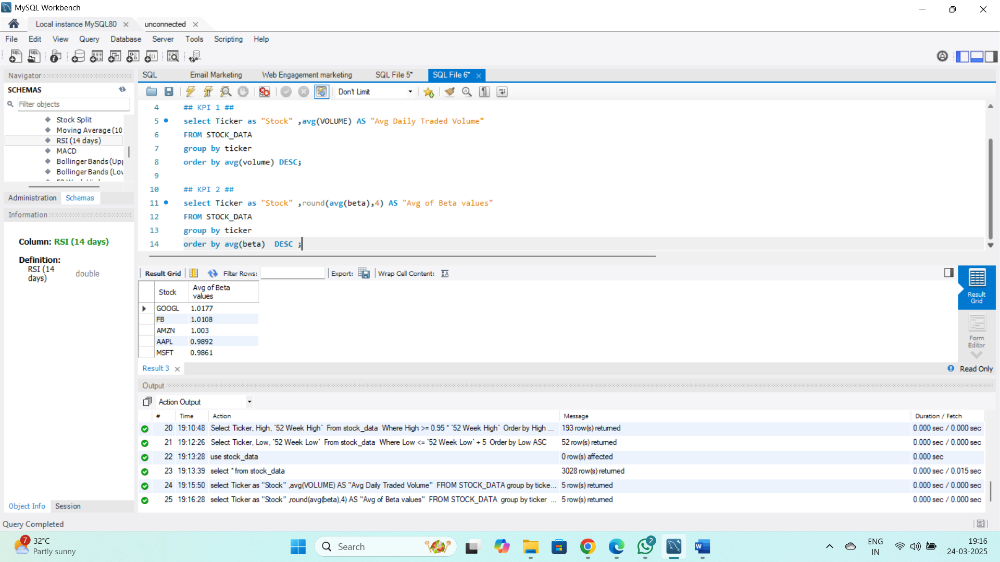 MySQL Workbench
Local instance MySQL80
unconnected
File Edit View Query Database Server Tools Scripting Help
Navigator
SCHEMAS
Filter objects
Stock Split
Moving Average (10
RSI (14 days)
MACD
Bollinger Bands (Up
Bollinger Bands (Lo
Administration Schemas
Information
Column: RSI (14 days)
Definition:
RSI (14 days) double
Object Info Session
SQL Email Marketing Web Engagement marketing SQL File 5* SQL File 6*
Don't Limit
4 ## KPI 1 ##
5 select Ticker as "Stock" ,avg(VOLUME) AS "Avg Daily Traded Volume"
6 FROM STOCK_DATA
7 group by ticker
8 order by avg(volume) DESC;
9
10 ## KPI 2 ##
11 select Ticker as "Stock" ,round(avg(beta),4) AS "Avg of Beta values"
12 FROM STOCK_DATA
13 group by ticker
14 order by avg(beta)  DESC ;
Result Grid Filter Rows: Export: Wrap Cell Content:
Stock Avg of Beta values
GOOGL 1.0177
FB 1.0108
AMZN 1.003
AAPL 0.9892
MSFT 0.9861
Result Grid
Form Editor
Result 3
Read Only
Output
Action Output
# Time Action Message Duration / Fetch
20 19:10:48 Select Ticker, High, `52 Week High` From stock_data Where High >= 0.95 * `52 Week High` Order by High ... 193 row(s) returned 0.000 sec / 0.000 sec
21 19:12:26 Select Ticker, Low, `52 Week Low` From stock_data Where Low <= `52 Week Low` + 5 Order by Low ASC 52 row(s) returned 0.000 sec / 0.000 sec
22 19:13:28 use stock_data 0 row(s) affected 0.000 sec
23 19:13:39 select * from stock_data 3028 row(s) returned 0.000 sec / 0.015 sec
24 19:15:50 select Ticker as "Stock" ,avg(VOLUME) AS "Avg Daily Traded Volume" FROM STOCK_DATA group by ticke... 5 row(s) returned 0.000 sec / 0.000 sec
25 19:16:28 select Ticker as "Stock" ,round(avg(beta),4) AS "Avg of Beta values" FROM STOCK_DATA group by ticker ... 5 row(s) returned 0.000 sec / 0.000 sec
Query Completed
7
32°C
Partly sunny
Search
2
ENG
IN
19:16
24-03-2025